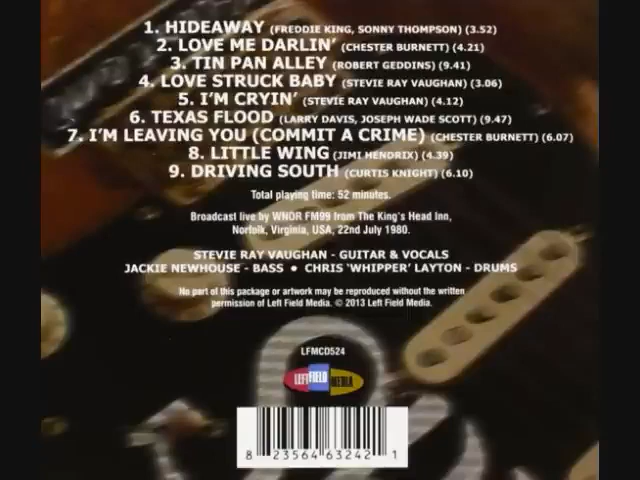 1. HIDEAWAY (FREDDIE KING, SONNY THOMPSON) (3.52)
2. LOVE ME DARLIN' (CHESTER BURNETT) (4.21)
3. TIN PAN ALLEY (ROBERT GEDDINS) (9.41)
4. LOVE STRUCK BABY (STEVIE RAY VAUGHAN) (3.06)
5. I'M CRYIN' (STEVIE RAY VAUGHAN) (4.12)
6. TEXAS FLOOD (LARRY DAVIS, JOSEPH WADE SCOTT) (9.47)
7. I'M LEAVING YOU (COMMIT A CRIME) (CHESTER BURNETT) (6.07)
8. LITTLE WING (JIMI HENDRIX) (4.39)
9. DRIVING SOUTH (CURTIS KNIGHT) (6.10)
Total playing time: 52 minutes.
Broadcast live by WNOR FM99 from The King's Head Inn,
Norfolk, Virginia, USA, 22nd July 1980.
STEVIE RAY VAUGHAN - GUITAR & VOCALS
JACKIE NEWHOUSE - BASS • CHRIS 'WHIPPER' LAYTON - DRUMS
No part of this package or artwork may be reproduced without the written
permission of Left Field Media. © 2013 Left Field Media.
LFMCD524
LEFT FIELD MEDIA
8 23564 63242 1